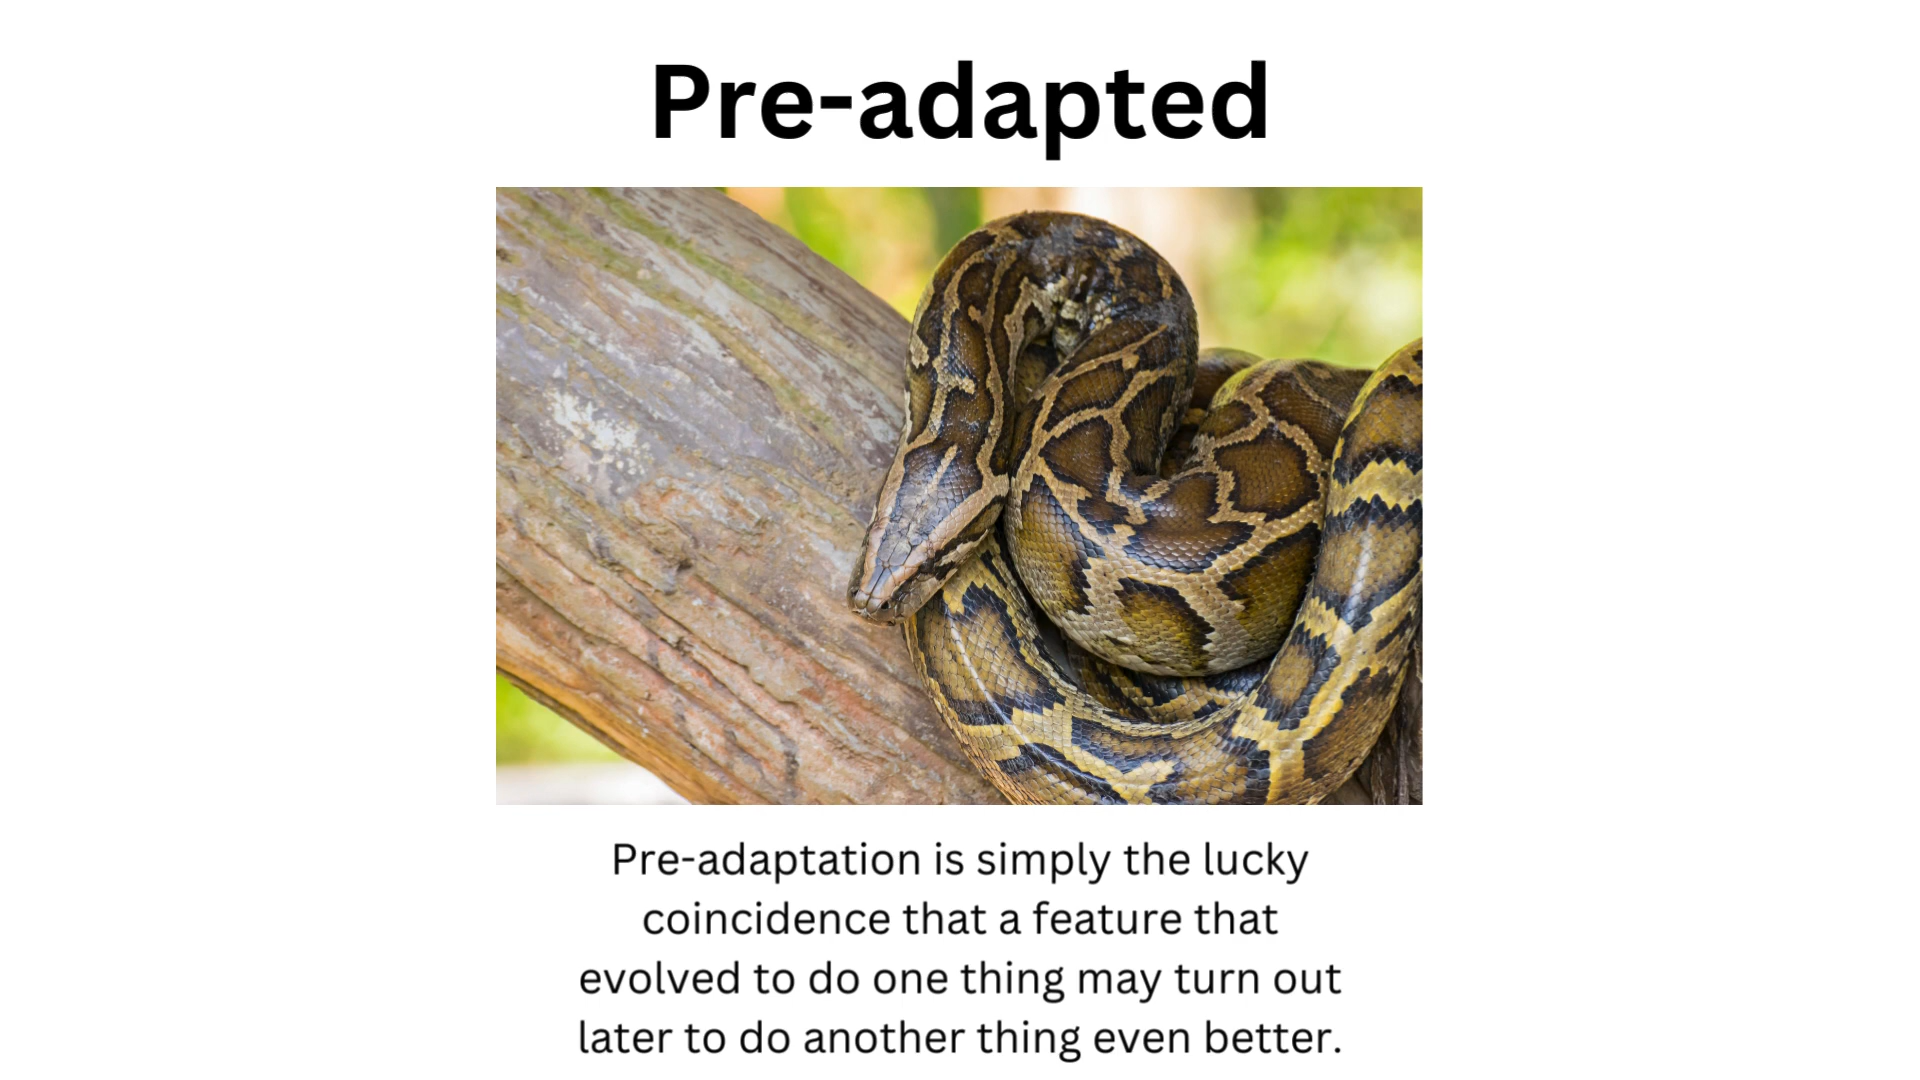 Pre-adapted
Pre-adaptation is simply the lucky
coincidence that a feature that
evolved to do one thing may turn out
later to do another thing even better.